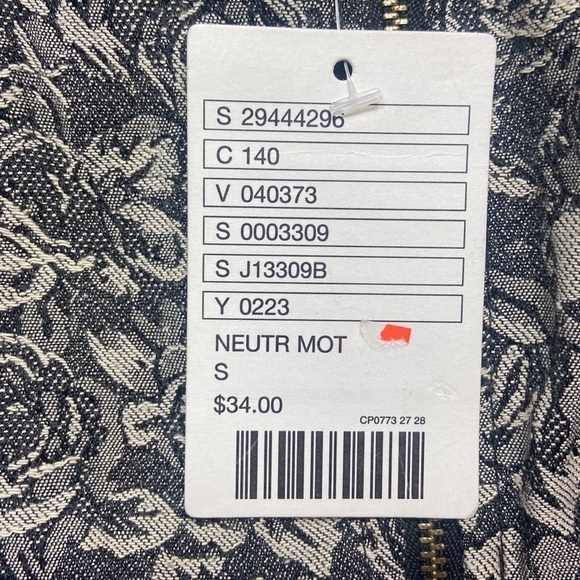 S 29444296
C 140
V 040373
S 0003309
S J13309B
Y 0223
NEUTR MOT
S
$34.00
CP0773 27 28